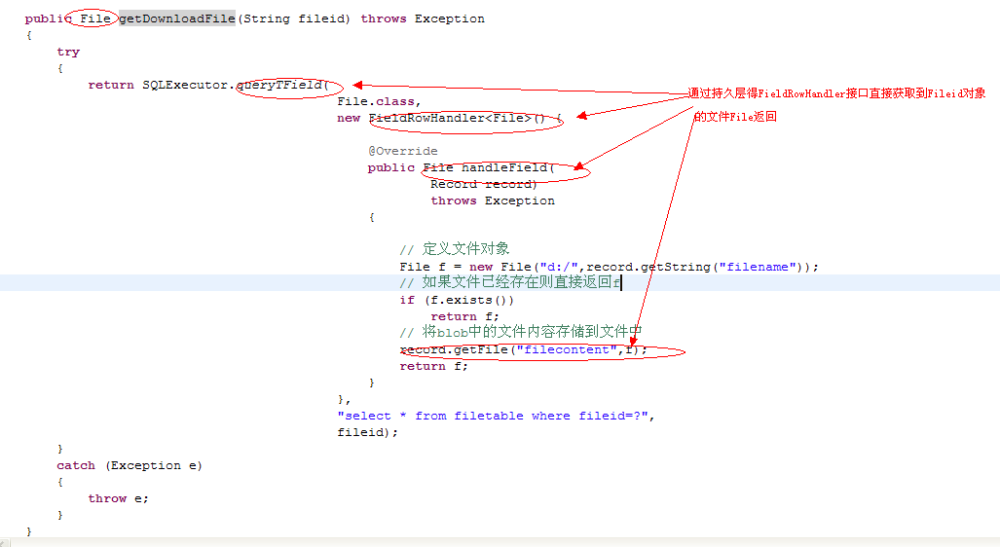 public File getDownloadFile(String fileid) throws Exception
{
try
{
return SQLExecutor.queryTField(
File.class,
new FieldRowHandler<File>() {
@Override
public File handleField(
Record record)
throws Exception
{
// 定义文件对象
File f = new File("d:/",record.getString("filename"));
// 如果文件已经存在则直接返回f
if (f.exists())
return f;
// 将blob中的文件内容存储到文件中
record.getFile("filecontent",f);
return f;
}
},
"select * from filetable where fileid=?",
fileid);
}
catch (Exception e)
{
throw e;
}
}
通过持久层得FieldRowHandler接口直接获取到Fileid对象
的文件File返回